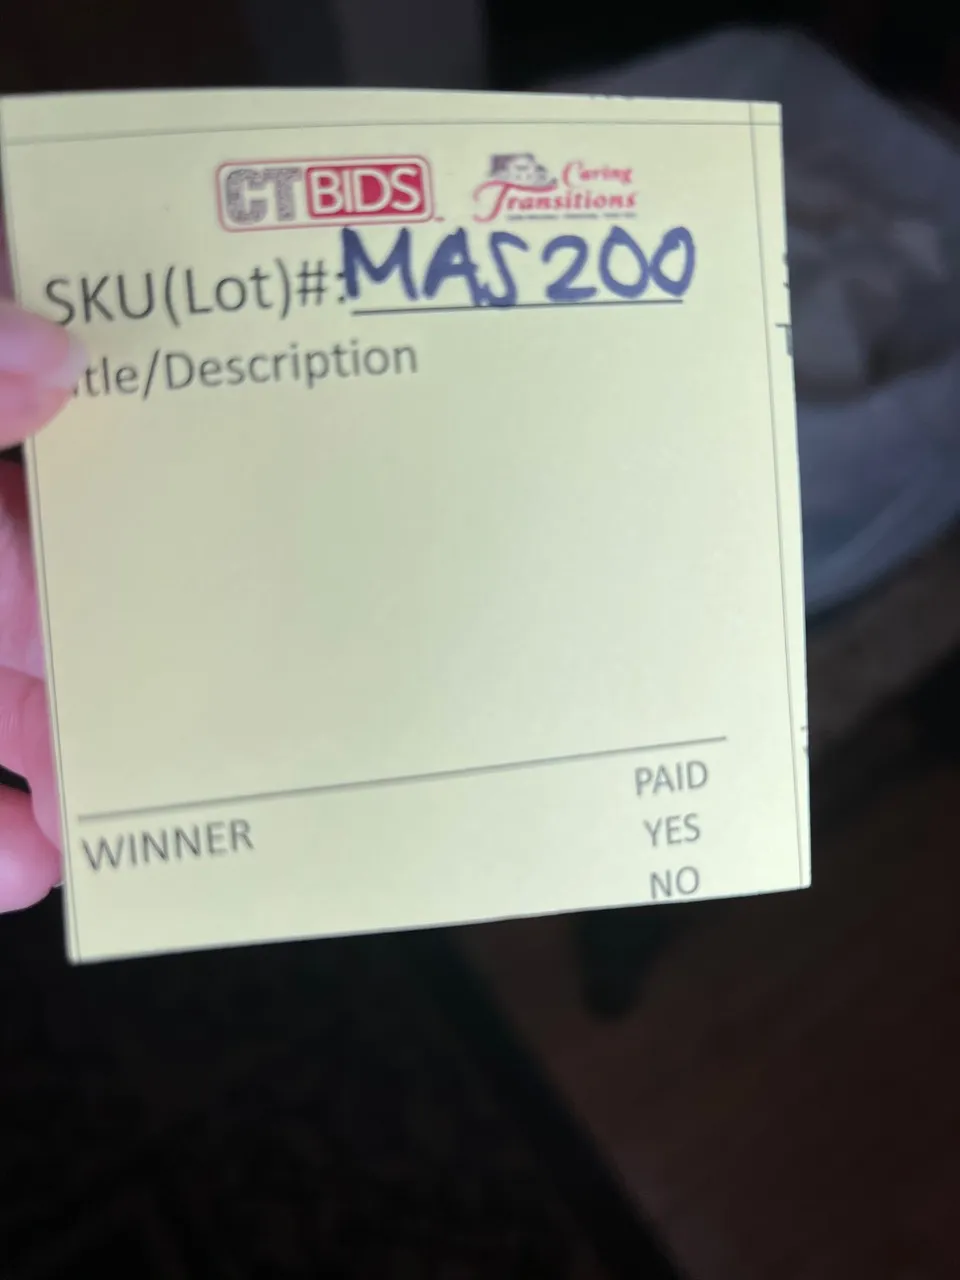 CTBIDS Caring Transitions
SKU(Lot)#: MAS200
tle/Description
WINNER
PAID
YES
NO